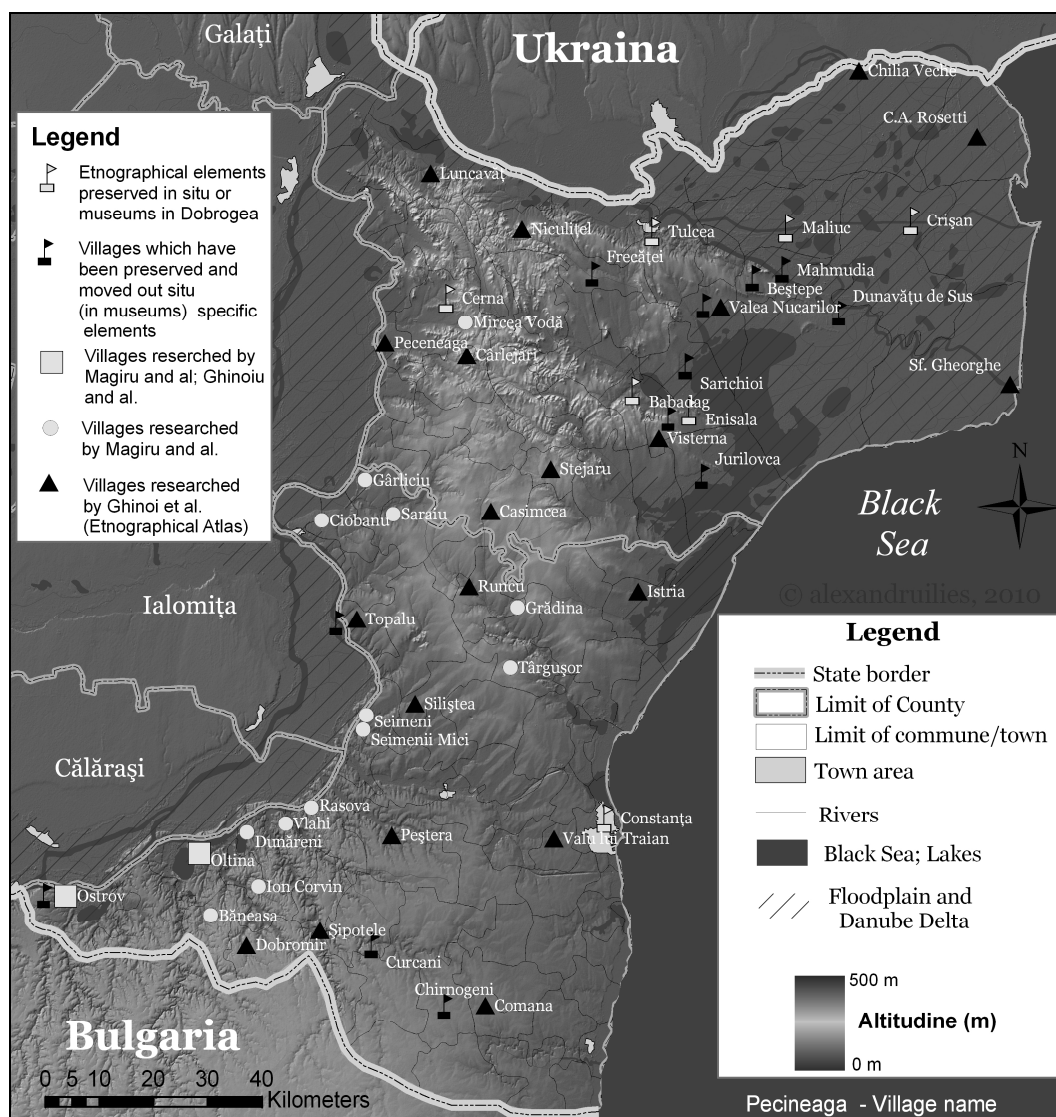 Galați
Ukraina
Chilia Veche
C.A. Rosetti
Legend
Etnographical elements
preserved in situ or
museums in Dobrogea
Villages which have
been preserved and
moved out situ
(in museums) specific
elements
Villages reserched by
Magiru and al; Ghinoiu
and al.
Villages researched
by Magiru and al.
Villages researched
by Ghinoi et al.
(Etnographical Atlas)
Luncavaț
Niculițel
Tulcea
Maliuc
Crișan
Frecăței
Mahmudia
Beștepe
Dunavățu de Sus
Valea Nucarilor
Cerna
Mircea Vodă
Peceneaga
Cârlejari
Sf. Gheorghe
Sarichioi
Babadag
Enisala
Visterna
Jurilovca
Stejaru
Gârliciu
Saraiu
Ciobanu
Casimcea
N
Black
Sea
Ialomița
Runcu
Grădina
Istria
© alexandruilies, 2010
Topalu
Târgușor
Siliștea
Seimeni
Seimenii Mici
Călărași
Rasova
Vlahi
Dunăreni
Oltina
Peștera
Constanța
Valu lui Traian
Ion Corvin
Ostrov
Băneasa
Șipotele
Dobromir
Curcani
Chirnogeni
Comana
Bulgaria
0 5 10 20 30 40
Kilometers
Legend
State border
Limit of County
Limit of commune/town
Town area
Rivers
Black Sea; Lakes
Floodplain and
Danube Delta
500 m
Altitudine (m)
0 m
Pecineaga - Village name